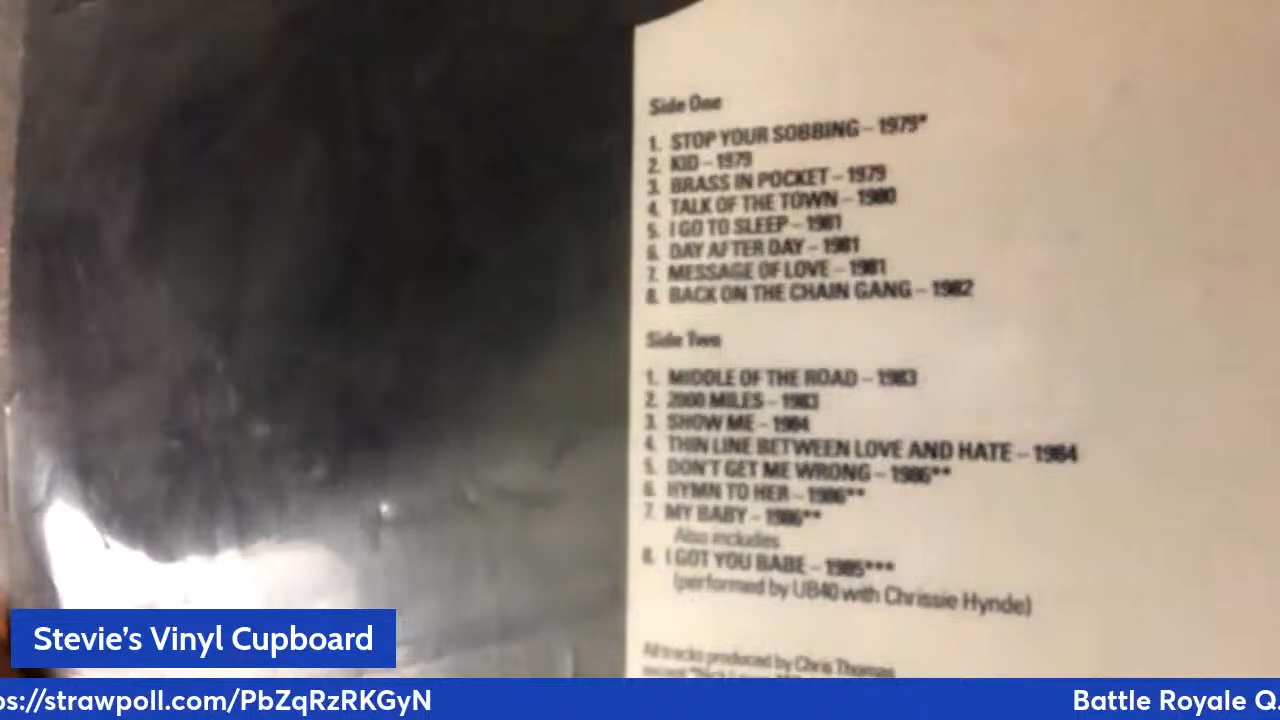 Side One
1. STOP YOUR SOBBING – 1979*
2. KID – 1979
3. BRASS IN POCKET – 1979
4. TALK OF THE TOWN – 1980
5. I GO TO SLEEP – 1981
6. DAY AFTER DAY – 1981
7. MESSAGE OF LOVE – 1981
8. BACK ON THE CHAIN GANG – 1982
Side Two
1. MIDDLE OF THE ROAD – 1983
2. 2000 MILES – 1983
3. SHOW ME – 1984
4. THIN LINE BETWEEN LOVE AND HATE – 1984
5. DON'T GET ME WRONG – 1986**
6. HYMN TO HER – 1986**
7. MY BABY – 1986**
Also includes
8. I GOT YOU BABE – 1985***
(performed by UB40 with Chrissie Hynde)
All tracks produced by Chris Thomas
Stevie's Vinyl Cupboard
ps://strawpoll.com/PbZqRzRKGyN
Battle Royale Q.